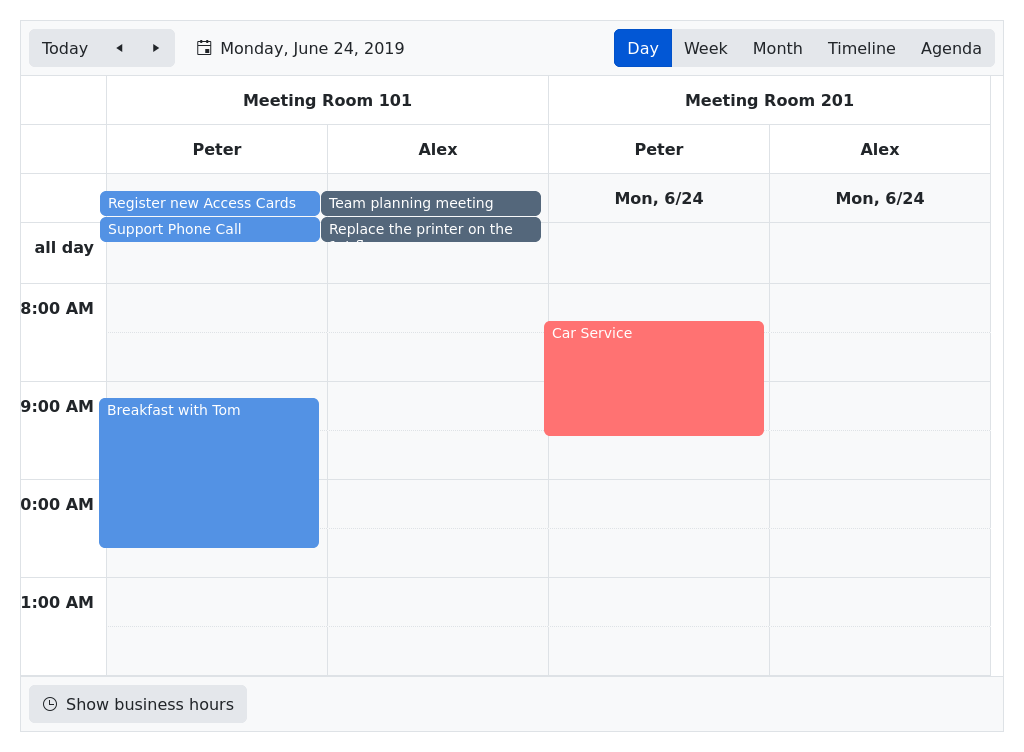 Today
Monday, June 24, 2019
Day Week Month Timeline Agenda
Meeting Room 101 Meeting Room 201
Peter Alex Peter Alex
Register new Access Cards Team planning meeting Mon, 6/24 Mon, 6/24
Support Phone Call Replace the printer on the
all day
8:00 AM
Car Service
9:00 AM
Breakfast with Tom
0:00 AM
1:00 AM
Show business hours